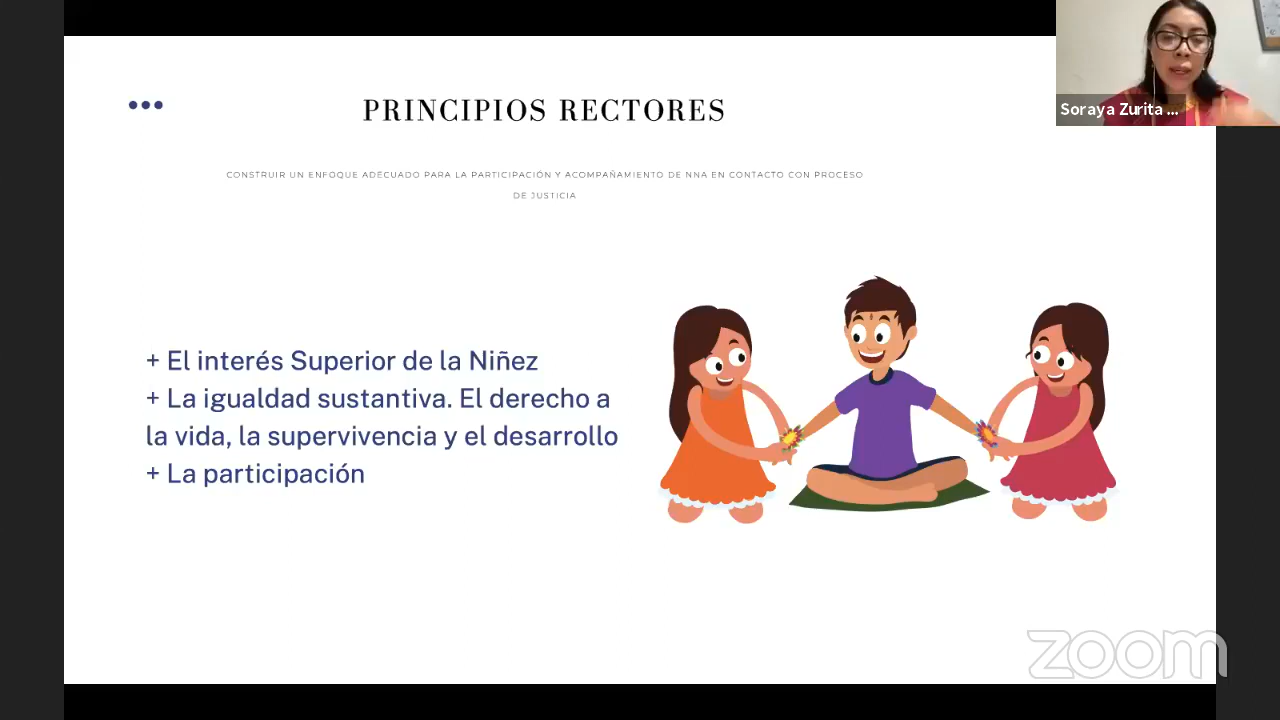 PRINCIPIOS RECTORES
CONSTRUIR UN ENFOQUE ADECUADO PARA LA PARTICIPACIÓN Y ACOMPAÑAMIENTO DE NNA EN CONTACTO CON PROCESO
DE JUSTICIA
+ El interés Superior de la Niñez
+ La igualdad sustantiva. El derecho a
la vida, la supervivencia y el desarrollo
+ La participación
Soraya Zurita ...
zoom